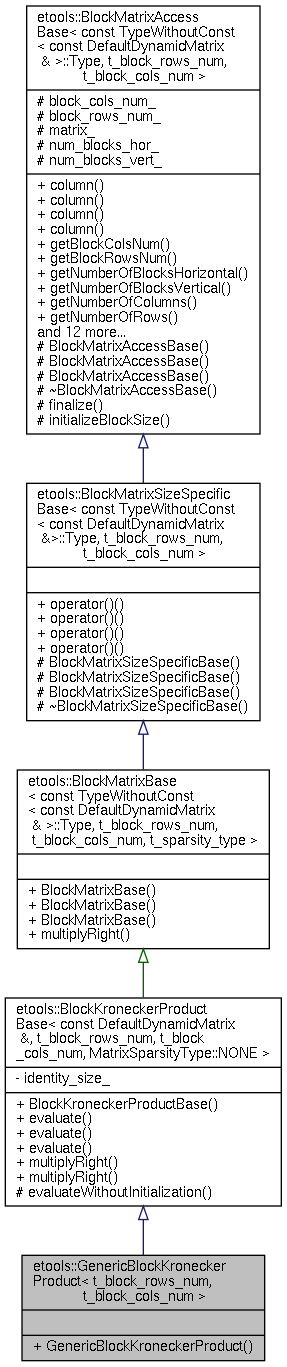 etools::BlockMatrixAccess
Base< const TypeWithoutConst
< const DefaultDynamicMatrix
& >::Type, t_block_rows_num,
t_block_cols_num >
# block_cols_num_
# block_rows_num_
# matrix_
# num_blocks_hor_
# num_blocks_vert_
+ column()
+ column()
+ column()
+ column()
+ getBlockColsNum()
+ getBlockRowsNum()
+ getNumberOfBlocksHorizontal()
+ getNumberOfBlocksVertical()
+ getNumberOfColumns()
+ getNumberOfRows()
and 12 more...
# BlockMatrixAccessBase()
# BlockMatrixAccessBase()
# BlockMatrixAccessBase()
# ~BlockMatrixAccessBase()
# finalize()
# initializeBlockSize()
etools::BlockMatrixSizeSpecific
Base< const TypeWithoutConst
< const DefaultDynamicMatrix
&>::Type, t_block_rows_num,
t_block_cols_num >
+ operator()()
+ operator()()
+ operator()()
+ operator()()
# BlockMatrixSizeSpecificBase()
# BlockMatrixSizeSpecificBase()
# BlockMatrixSizeSpecificBase()
# ~BlockMatrixSizeSpecificBase()
etools::BlockMatrixBase
< const TypeWithoutConst
< const DefaultDynamicMatrix
& >::Type, t_block_rows_num,
t_block_cols_num, t_sparsity_type >
+ BlockMatrixBase()
+ BlockMatrixBase()
+ BlockMatrixBase()
+ multiplyRight()
etools::BlockKroneckerProduct
Base< const DefaultDynamicMatrix
&, t_block_rows_num, t_block
_cols_num, MatrixSparsityType::NONE >
- identity_size_
+ BlockKroneckerProductBase()
+ evaluate()
+ evaluate()
+ evaluate()
+ multiplyRight()
+ multiplyRight()
# evaluateWithoutInitialization()
etools::GenericBlockKronecker
Product< t_block_rows_num,
t_block_cols_num >
+ GenericBlockKroneckerProduct()